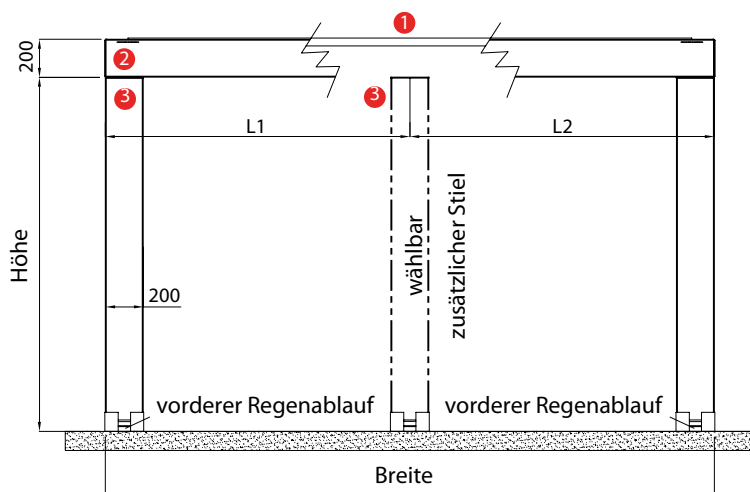 1
200
2
3
3
L1
L2
Höhe
wählbar
zusätzlicher Stiel
200
vorderer Regenablauf
vorderer Regenablauf
Breite